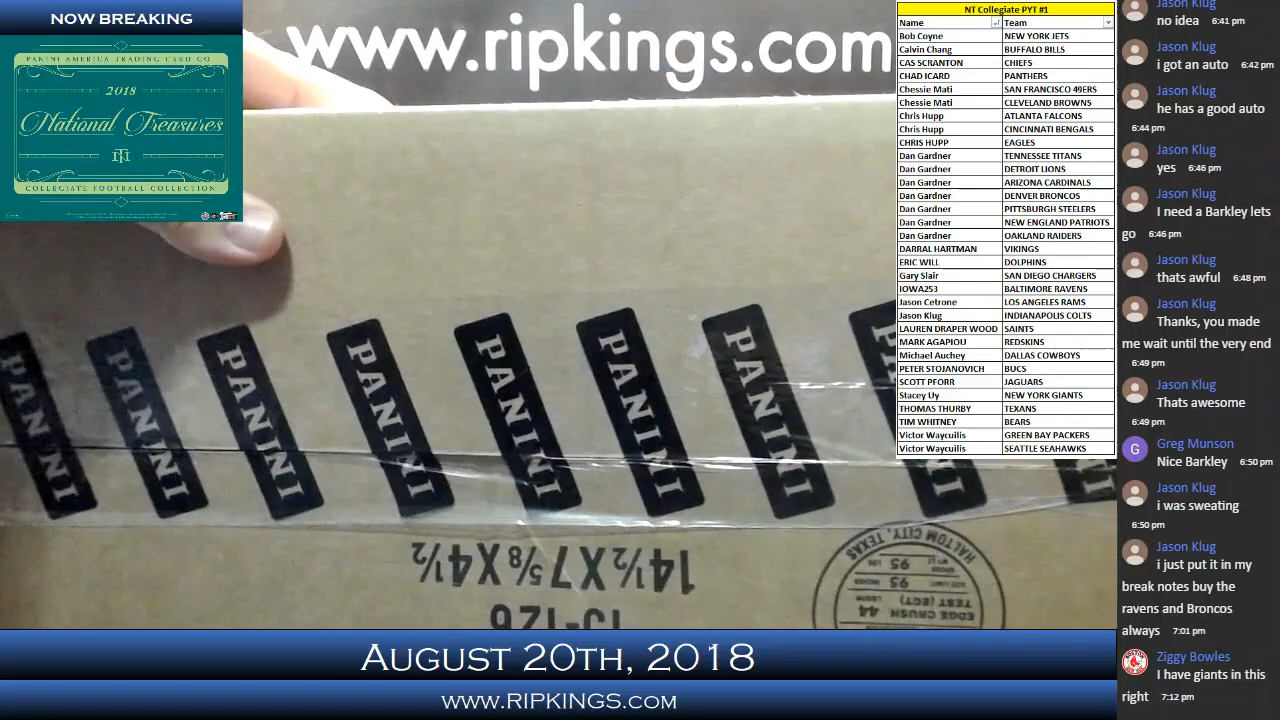 NOW BREAKING
PANINI AMERICA TRADING CARD CO
2018
National Treasures
NT
COLLEGIATE FOOTBALL COLLECTION
www.ripkings.com
PANINI PANINI PANINI PANINI PANINI PANINI PANINI
14½X7⅝X4½
15-126
HALTOM CITY, TEXAS
95
95
EDGE CRUSH
TEST (ECT)
44
NT Collegiate PYT #1
Name Team
Bob Coyne NEW YORK JETS
Calvin Chang BUFFALO BILLS
CAS SCRANTON CHIEFS
CHAD ICARD PANTHERS
Chessie Mati SAN FRANCISCO 49ERS
Chessie Mati CLEVELAND BROWNS
Chris Hupp ATLANTA FALCONS
Chris Hupp CINCINNATI BENGALS
CHRIS HUPP EAGLES
Dan Gardner TENNESSEE TITANS
Dan Gardner DETROIT LIONS
Dan Gardner ARIZONA CARDINALS
Dan Gardner DENVER BRONCOS
Dan Gardner PITTSBURGH STEELERS
Dan Gardner NEW ENGLAND PATRIOTS
Dan Gardner OAKLAND RAIDERS
DARRAL HARTMAN VIKINGS
ERIC WILL DOLPHINS
Gary Slair SAN DIEGO CHARGERS
IOWA253 BALTIMORE RAVENS
Jason Cetrone LOS ANGELES RAMS
Jason Klug INDIANAPOLIS COLTS
LAUREN DRAPER WOOD SAINTS
MARK AGAPIOU REDSKINS
Michael Auchey DALLAS COWBOYS
PETER STOJANOVICH BUCS
SCOTT PFORR JAGUARS
Stacey Uy NEW YORK GIANTS
THOMAS THURBY TEXANS
TIM WHITNEY BEARS
Victor Waycuilis GREEN BAY PACKERS
Victor Waycuilis SEATTLE SEAHAWKS
Jason Klug
no idea 6:41 pm
Jason Klug
i got an auto 6:42 pm
Jason Klug
he has a good auto
6:44 pm
Jason Klug
yes 6:46 pm
Jason Klug
I need a Barkley lets
go 6:46 pm
Jason Klug
thats awful 6:48 pm
Jason Klug
Thanks, you made
me wait until the very end
6:49 pm
Jason Klug
Thats awesome
6:49 pm
G
Greg Munson
Nice Barkley 6:50 pm
Jason Klug
i was sweating
6:50 pm
Jason Klug
i just put it in my
break notes buy the
ravens and Broncos
always 7:01 pm
Ziggy Bowles
I have giants in this
right 7:12 pm
August 20th, 2018
www.RIPKINGS.com